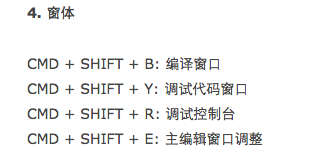 4. 窗体
CMD + SHIFT + B: 编译窗口
CMD + SHIFT + Y: 调试代码窗口
CMD + SHIFT + R: 调试控制台
CMD + SHIFT + E: 主编辑窗口调整